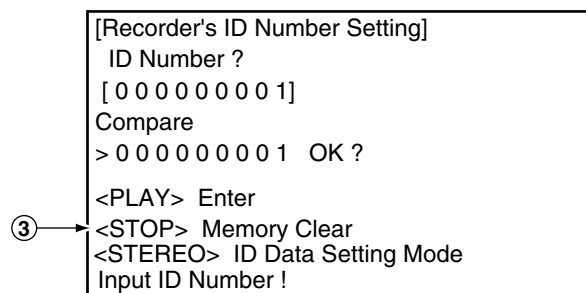 [Recorder's ID Number Setting]
ID Number ?
[ 0 0 0 0 0 0 0 0 1]
Compare
> 0 0 0 0 0 0 0 0 1 OK ?
<PLAY> Enter
③ <STOP> Memory Clear
<STEREO> ID Data Setting Mode
Input ID Number !